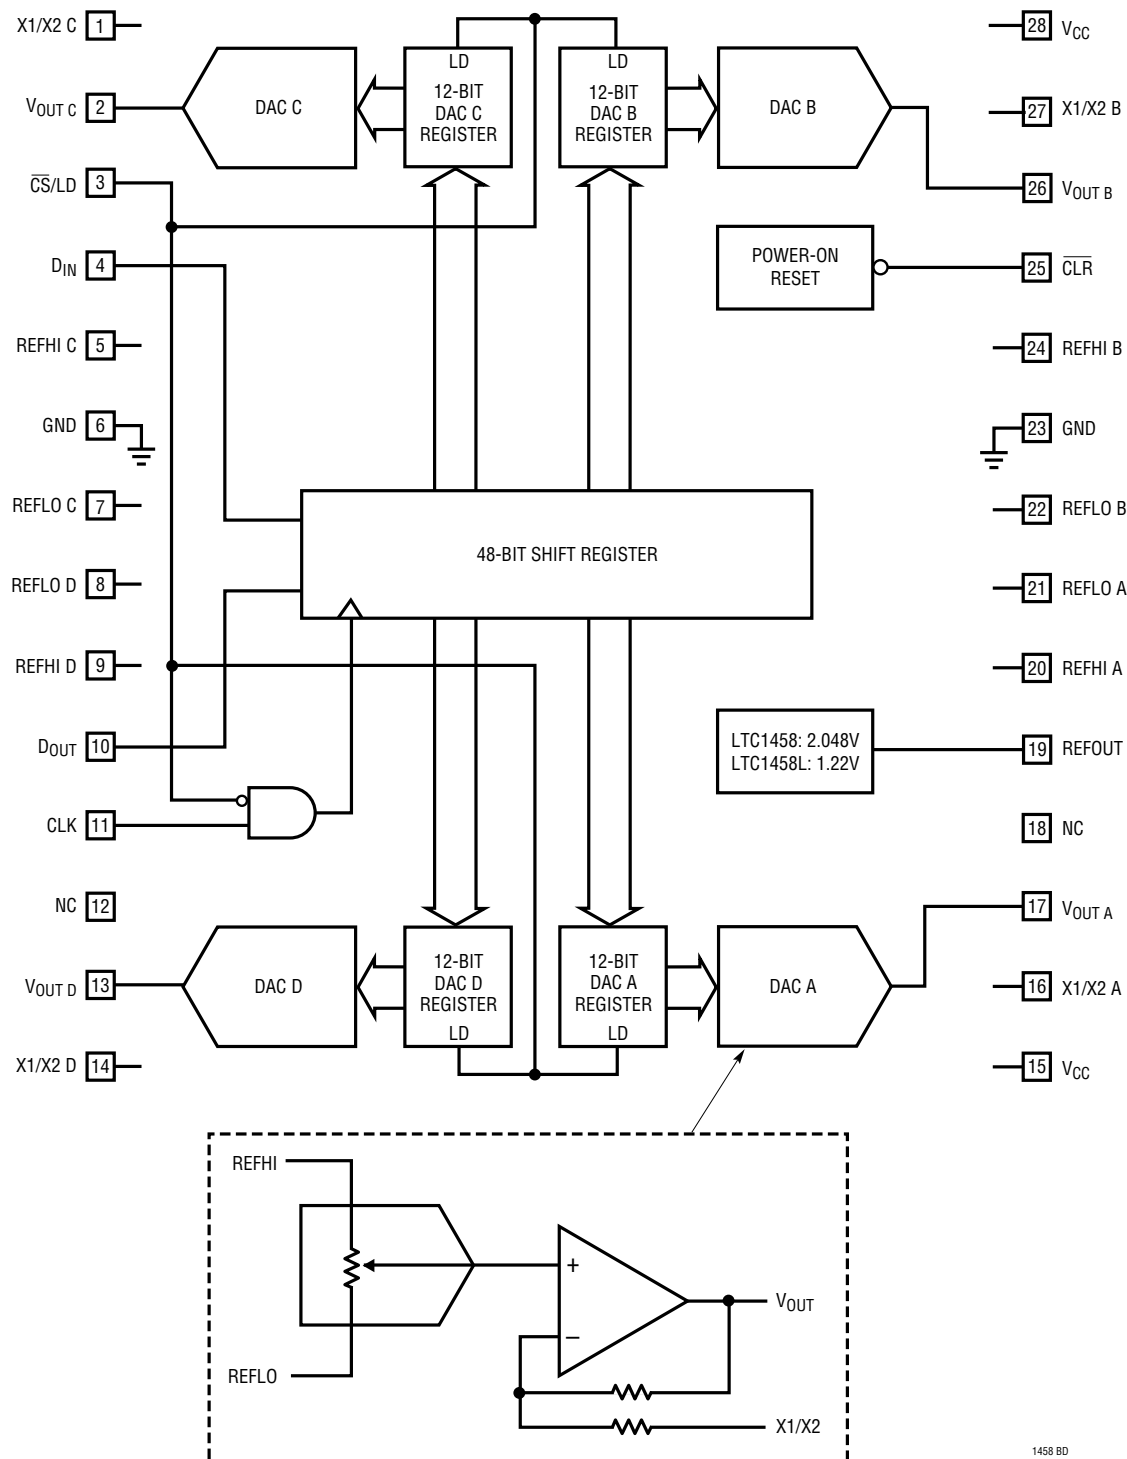 X1/X2 C 1
28 VCC
LD
12-BIT
DAC C
REGISTER
LD
12-BIT
DAC B
REGISTER
VOUT C 2
DAC C
DAC B
27 X1/X2 B
C̅S̅/LD 3
26 VOUT B
DIN 4
POWER-ON
RESET
25 C̅L̅R̅
REFHI C 5
24 REFHI B
GND 6
23 GND
REFLO C 7
22 REFLO B
48-BIT SHIFT REGISTER
REFLO D 8
21 REFLO A
REFHI D 9
20 REFHI A
DOUT 10
LTC1458: 2.048V
LTC1458L: 1.22V
19 REFOUT
CLK 11
18 NC
NC 12
17 VOUT A
VOUT D 13
DAC D
12-BIT
DAC D
REGISTER
LD
12-BIT
DAC A
REGISTER
LD
DAC A
16 X1/X2 A
X1/X2 D 14
15 VCC
REFHI
+
VOUT
–
REFLO
X1/X2
1458 BD